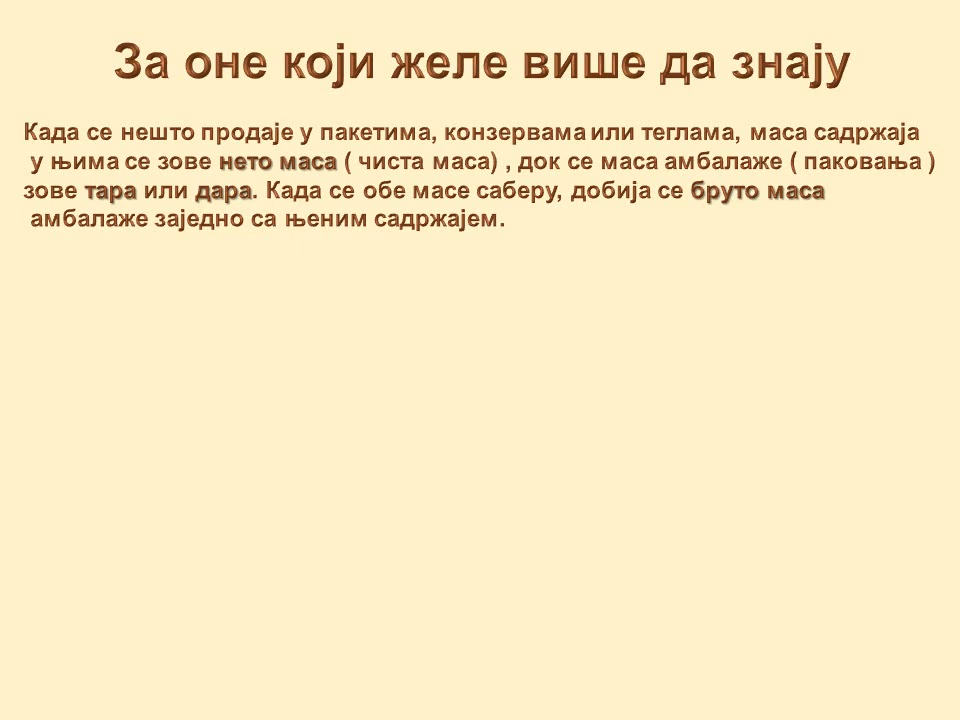 За оне који желе више да знају
Када се нешто продаје у пакетима, конзервама или теглама, маса садржаја
у њима се зове нето маса ( чиста маса) , док се маса амбалаже ( паковања )
зове тара или дара. Када се обе масе саберу, добија се бруто маса
амбалаже заједно са њеним садржајем.